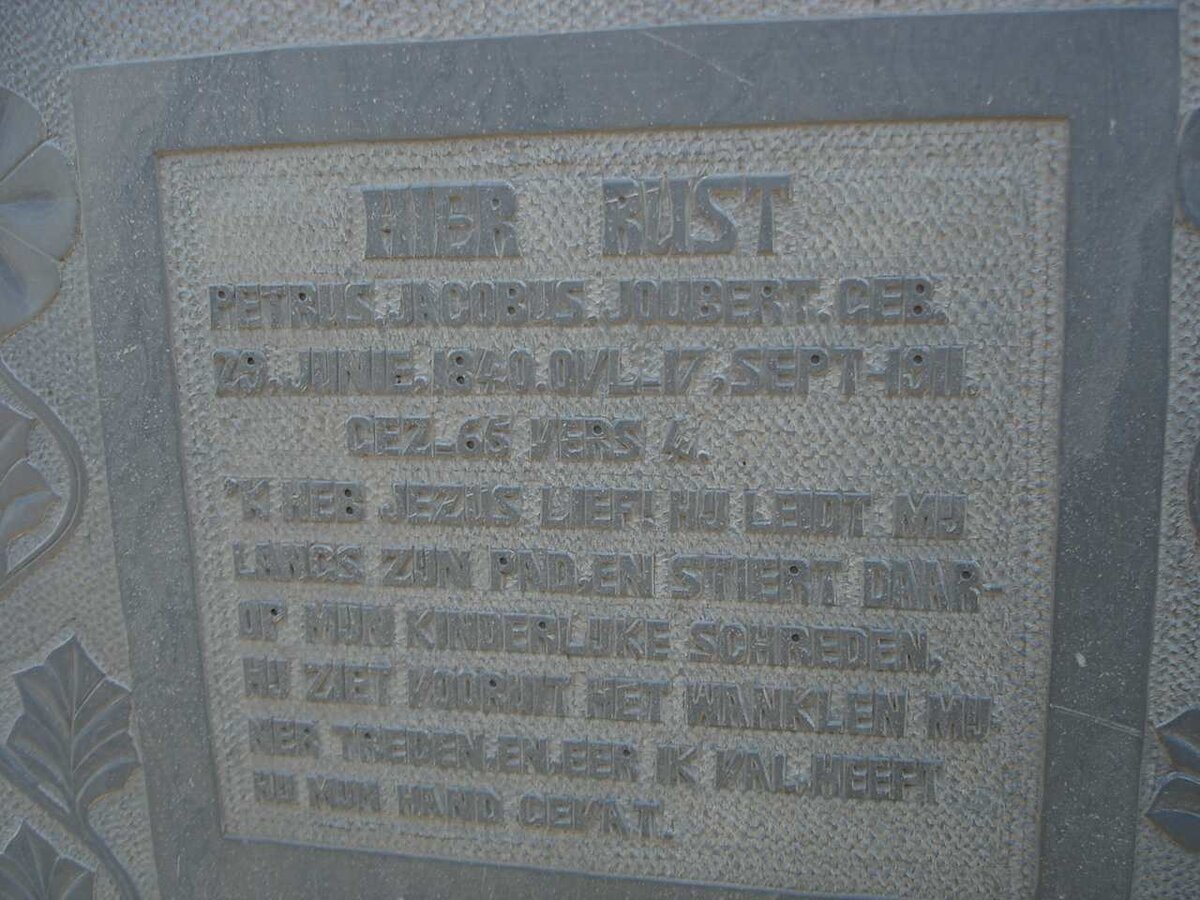 HIER RUST
PETRUS.JACOBUS.JOUBERT.GEB.
29.JUNIE.1840.OVL-17,SEPT-1911.
GEZ-65 VERS 4.
'K HEB JEZUS LIEF! HIJ LEIDT MIJ
LANGS ZIJN PAD.EN STIERT DAAR-
OP MIJN KINDERLIJKE SCHREDEN.
HIJ ZIET VOORUIT HET WANKLEN MIJ
NER TREDEN.EN.EER IK VAL.HEEFT
HIJ MIJN HAND GEVAT.